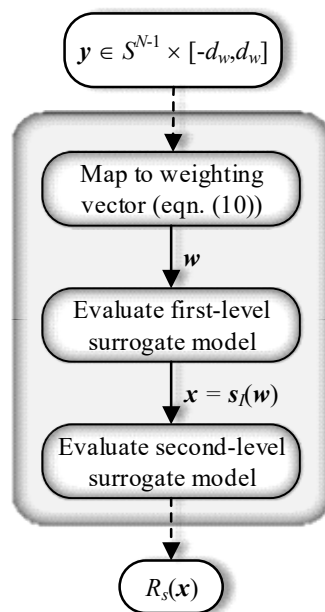 y ∈ S^{N-1} × [-d_w,d_w]
Map to weighting
vector (eqn. (10))
w
Evaluate first-level
surrogate model
x = s_I(w)
Evaluate second-level
surrogate model
R_s(x)